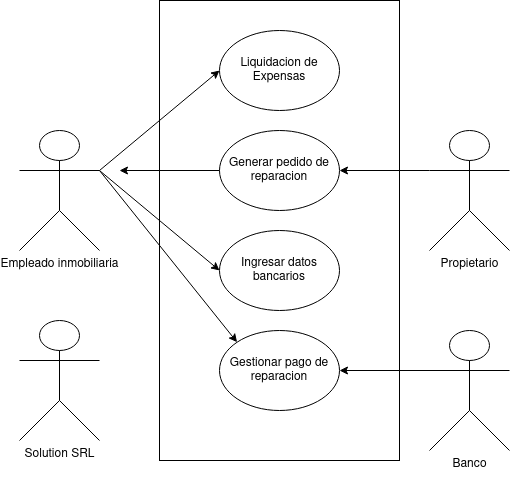 Liquidacion de
Expensas
Generar pedido de
reparacion
Empleado inmobiliaria
Propietario
Ingresar datos
bancarios
Gestionar pago de
reparacion
Solution SRL
Banco